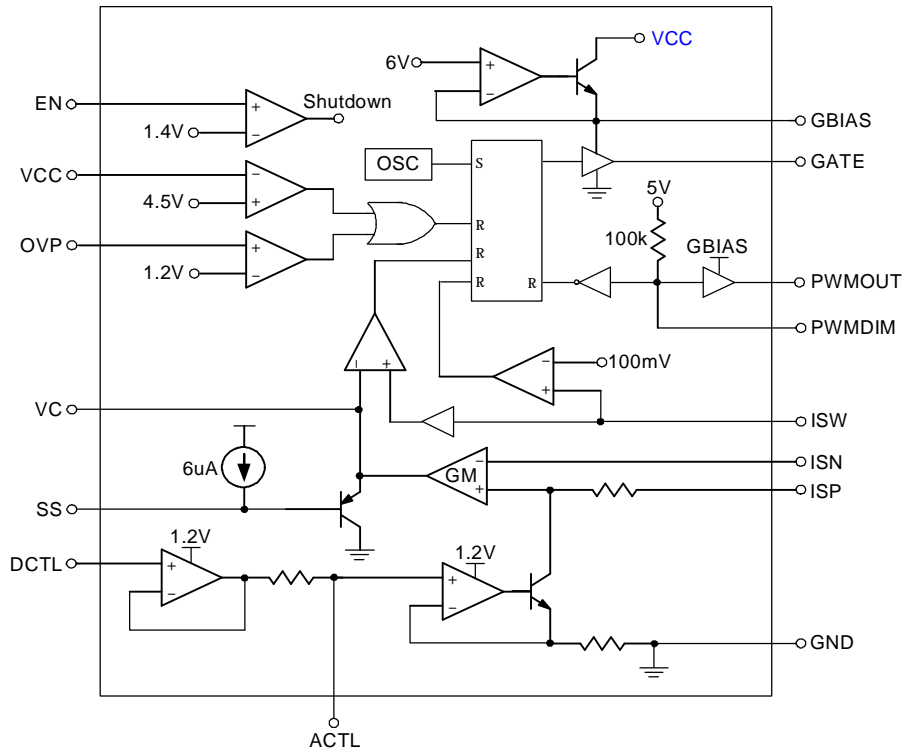 VCC
6V
+
−
EN
+
Shutdown
1.4V
−
GBIAS
VCC
−
OSC
S
GATE
4.5V
+
5V
R
OVP
+
100k
GBIAS
1.2V
−
R
R
R
PWMOUT
PWMDIM
− +
−
100mV
+
VC
ISW
6uA
GM
−
ISN
+
ISP
SS
1.2V
1.2V
DCTL
+
−
+
−
GND
ACTL